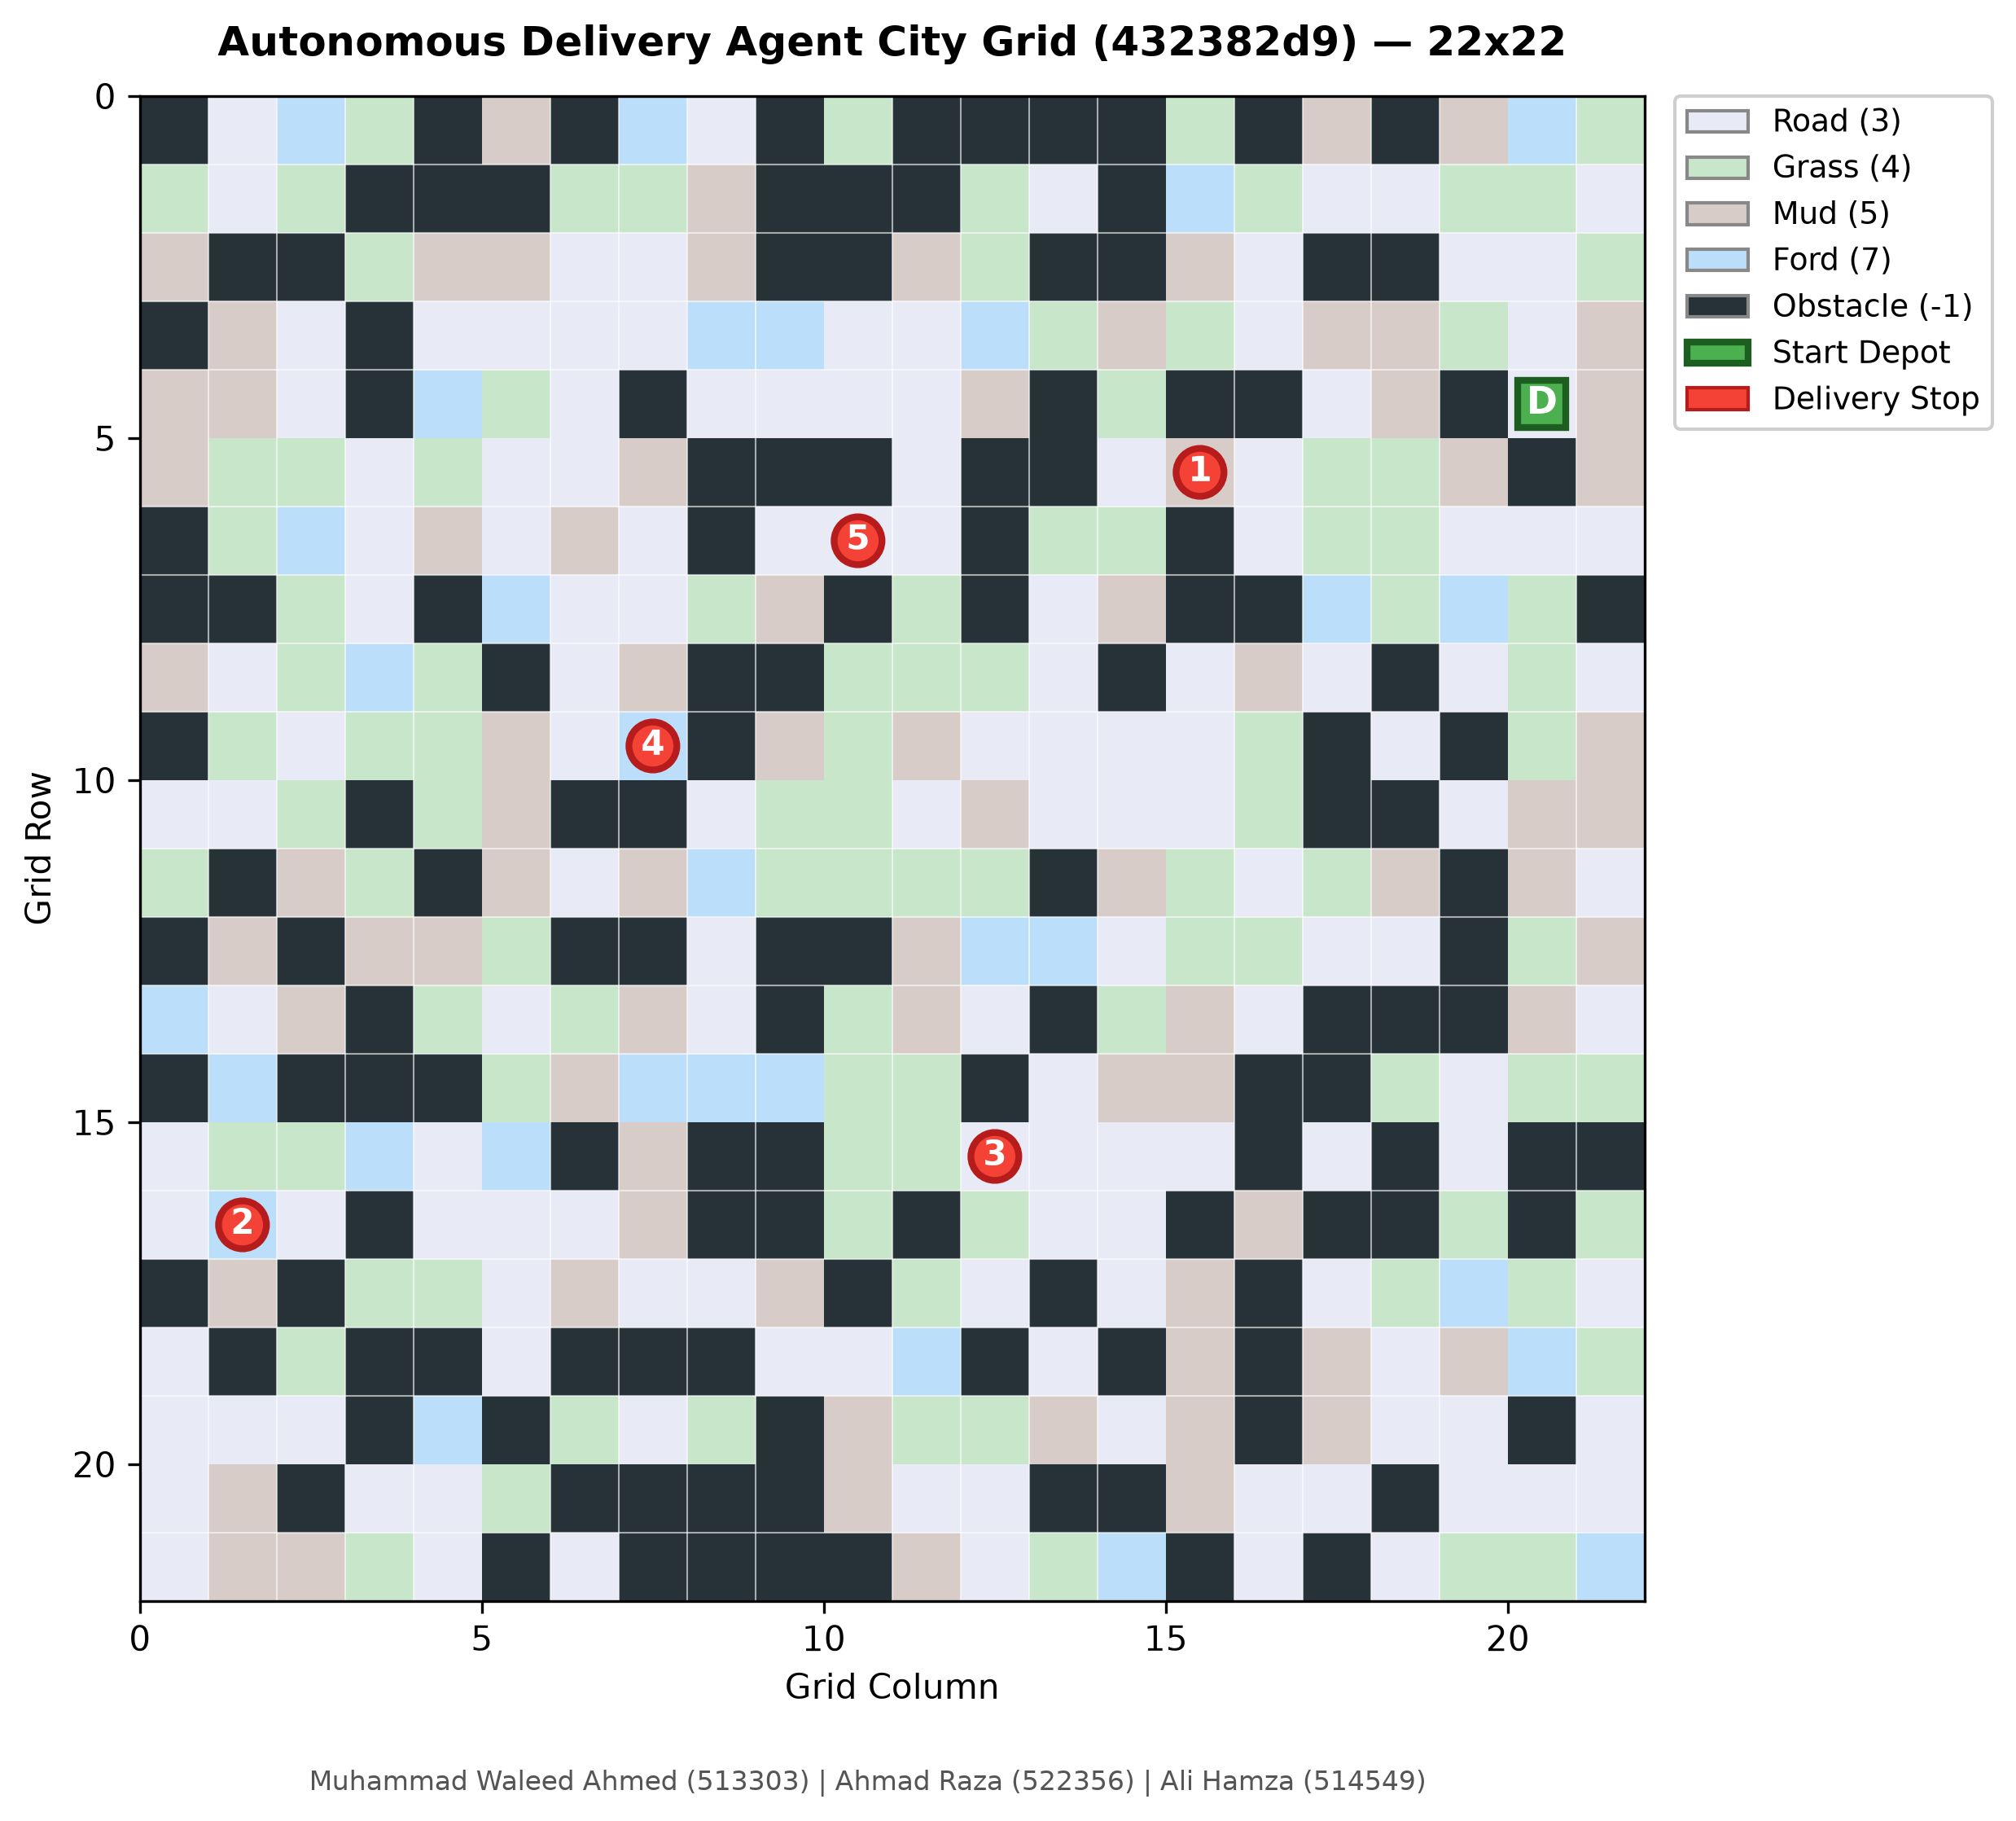 Autonomous Delivery Agent City Grid (432382d9) — 22x22
Road (3)
Grass (4)
Mud (5)
Ford (7)
Obstacle (-1)
Start Depot
Delivery Stop
0
5
10
15
20
Grid Row
D
1
5
4
3
2
0
5
10
15
20
Grid Column
Muhammad Waleed Ahmed (513303) | Ahmad Raza (522356) | Ali Hamza (514549)